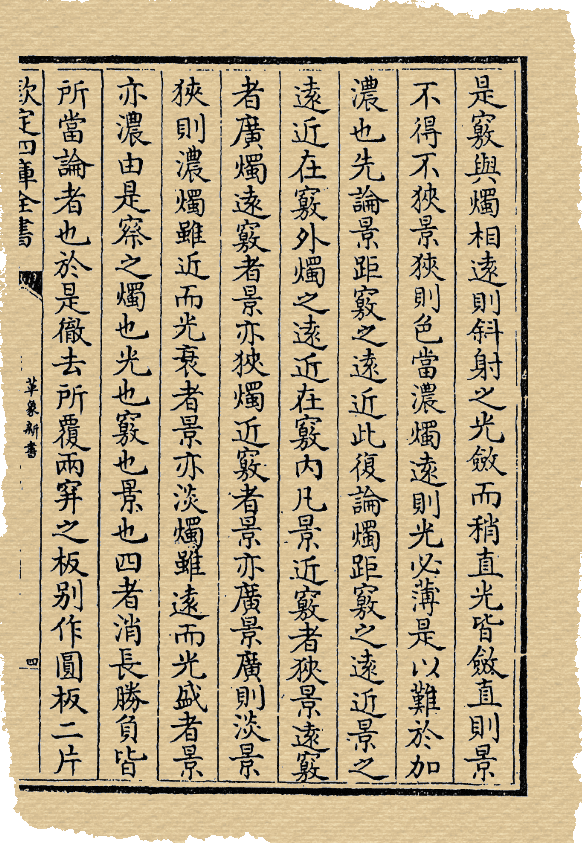 是竅與燭相遠則斜射之光斂而稍直光皆斂直則景
不得不狹景狹則色當濃燭遠則光必薄是以難於加
濃也先論景距竅之遠近此復論燭距竅之遠近景之
遠近在竅外燭之遠近在竅內凡景近竅者狹景遠竅
者廣燭遠竅者景亦狹燭近竅者景亦廣景廣則淡景
狹則濃燭雖近而光衰者景亦淡燭雖遠而光盛者景
亦濃由是察之燭也光也竅也景也四者消長勝負皆
所當論者也於是徹去所覆兩穽之板別作圓板二片
欽定四庫全書
革象新書
四